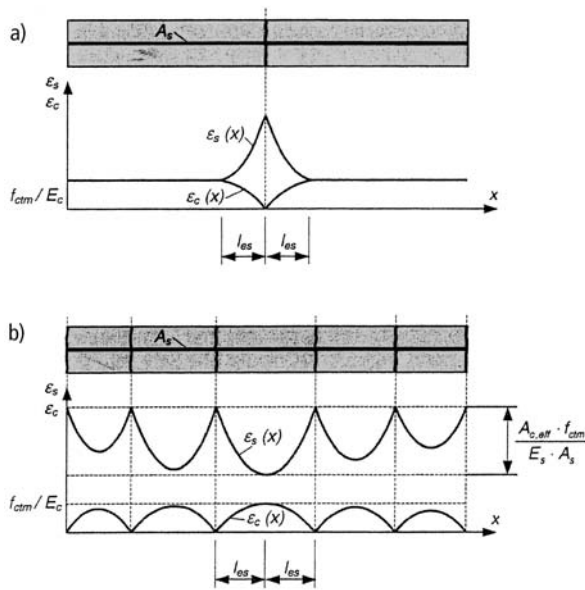 a)
A_s
ε_s
ε_c
ε_s (x)
f_ctm / E_c
ε_c (x)
x
l_es l_es
b)
A_s
ε_s
ε_c
A_c,eff · f_ctm
E_s · A_s
ε_s (x)
f_ctm / E_c
ε_c (x)
x
l_es l_es